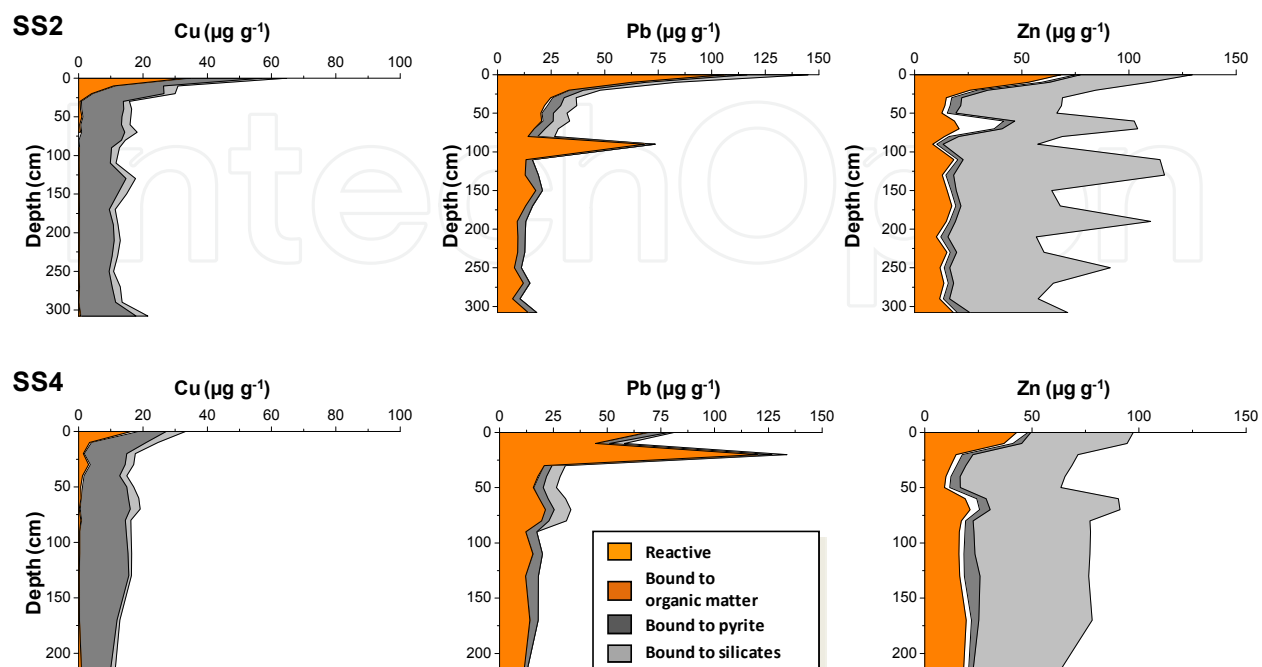 SS2
Cu (µg g-1)
0 20 40 60 80 100
Depth (cm)
0
50
100
150
200
250
300
Pb (µg g-1)
0 25 50 75 100 125 150
Depth (cm)
0
50
100
150
200
250
300
Zn (µg g-1)
0 50 100 150
Depth (cm)
0
50
100
150
200
250
300
IntechOpen
SS4
Cu (µg g-1)
0 20 40 60 80 100
Depth (cm)
0
50
100
150
200
Pb (µg g-1)
0 25 50 75 100 125 150
Depth (cm)
0
50
100
150
200
Reactive
Bound to
organic matter
Bound to pyrite
Bound to silicates
Zn (µg g-1)
0 50 100 150
Depth (cm)
0
50
100
150
200